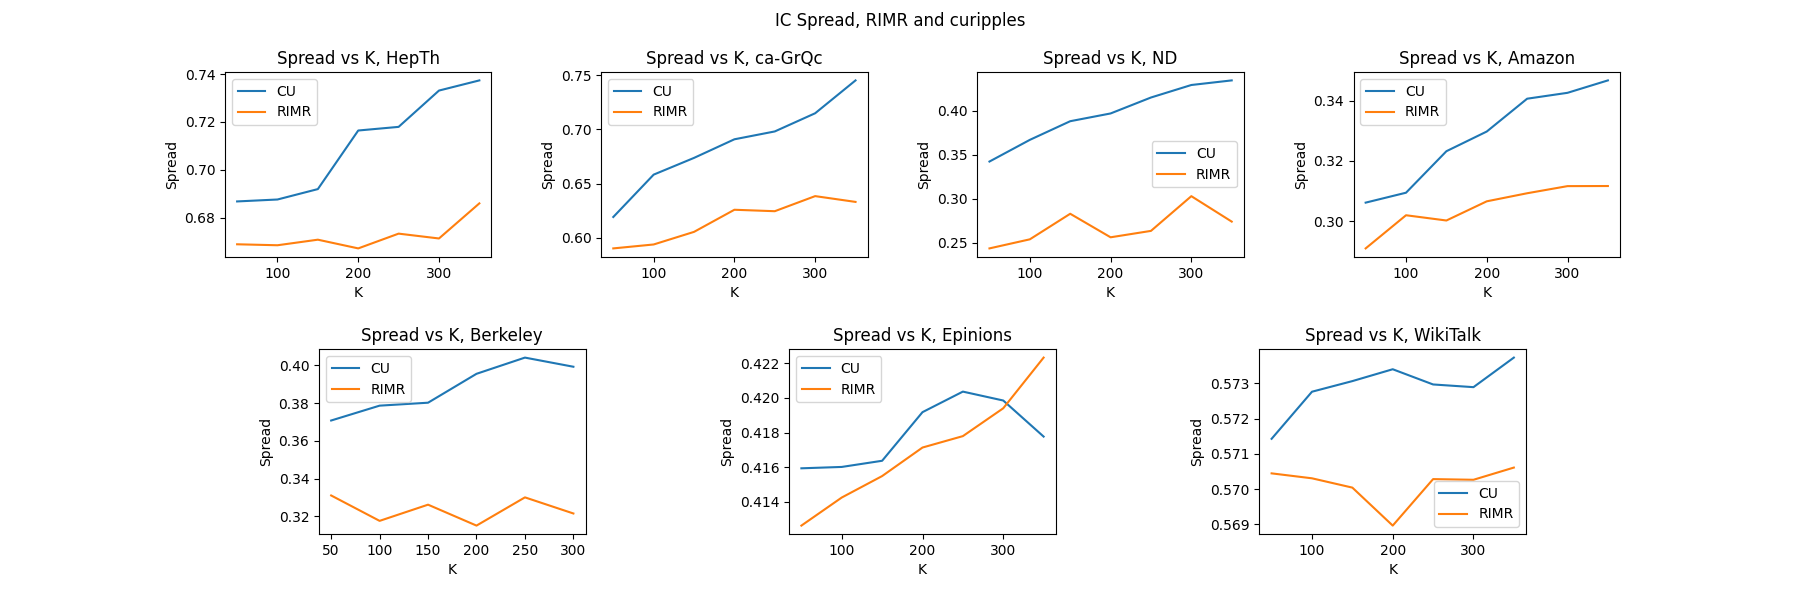 IC Spread, RIMR and curipples
Spread vs K, HepTh
0.74
0.72
0.70
0.68
Spread
CU
RIMR
100 200 300
K
Spread vs K, ca-GrQc
0.75
0.70
0.65
0.60
Spread
CU
RIMR
100 200 300
K
Spread vs K, ND
0.40
0.35
0.30
0.25
Spread
CU
RIMR
100 200 300
K
Spread vs K, Amazon
0.34
0.32
0.30
Spread
CU
RIMR
100 200 300
K
Spread vs K, Berkeley
0.40
0.38
0.36
0.34
0.32
Spread
CU
RIMR
50 100 150 200 250 300
K
Spread vs K, Epinions
0.422
0.420
0.418
0.416
0.414
Spread
CU
RIMR
100 200 300
K
Spread vs K, WikiTalk
0.573
0.572
0.571
0.570
0.569
Spread
CU
RIMR
100 200 300
K